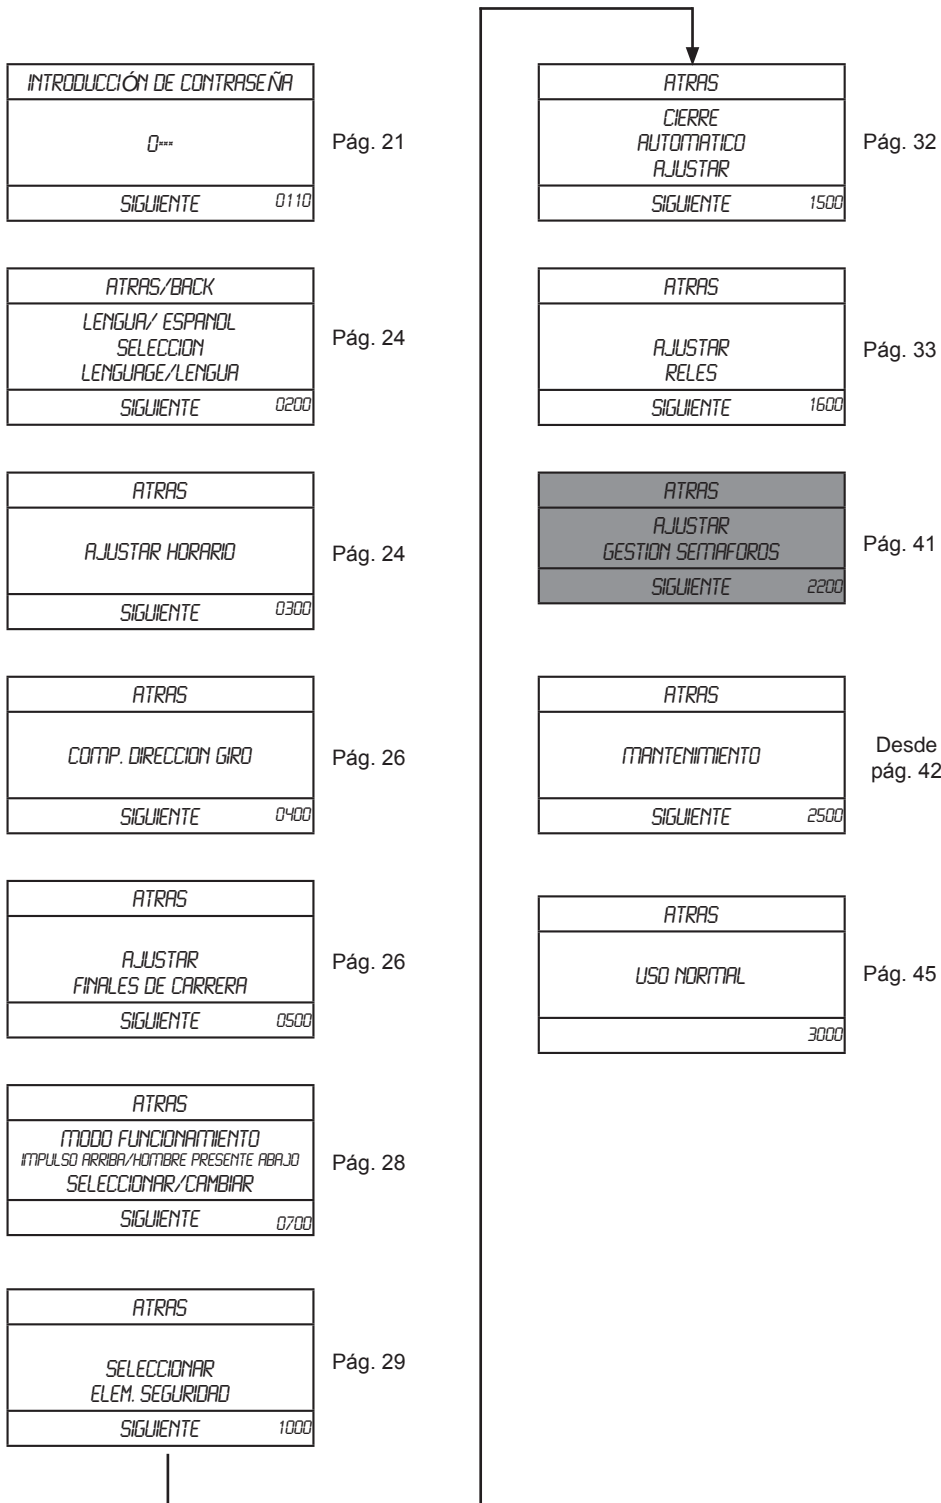 INTRODUCCIÓN DE CONTRASEÑA
0***
Pág. 21
SIGUIENTE 0110
ATRAS/BACK
LENGUA/ ESPANOL
SELECCION
LENGUAGE/LENGUA
Pág. 24
SIGUIENTE 0200
ATRAS
AJUSTAR HORARIO
Pág. 24
SIGUIENTE 0300
ATRAS
COMP. DIRECCION GIRO
Pág. 26
SIGUIENTE 0400
ATRAS
AJUSTAR
FINALES DE CARRERA
Pág. 26
SIGUIENTE 0500
ATRAS
MODO FUNCIONAMIENTO
IMPULSO ARRIBA/HOMBRE PRESENTE ABAJO
SELECCIONAR/CAMBIAR
Pág. 28
SIGUIENTE 0700
ATRAS
SELECCIONAR
ELEM. SEGURIDAD
Pág. 29
SIGUIENTE 1000
ATRAS
CIERRE
AUTOMATICO
AJUSTAR
Pág. 32
SIGUIENTE 1500
ATRAS
AJUSTAR
RELES
Pág. 33
SIGUIENTE 1600
ATRAS
AJUSTAR
GESTION SEMAFOROS
Pág. 41
SIGUIENTE 2200
ATRAS
MANTENIMIENTO
Desde
pág. 42
SIGUIENTE 2500
ATRAS
USO NORMAL
Pág. 45
3000